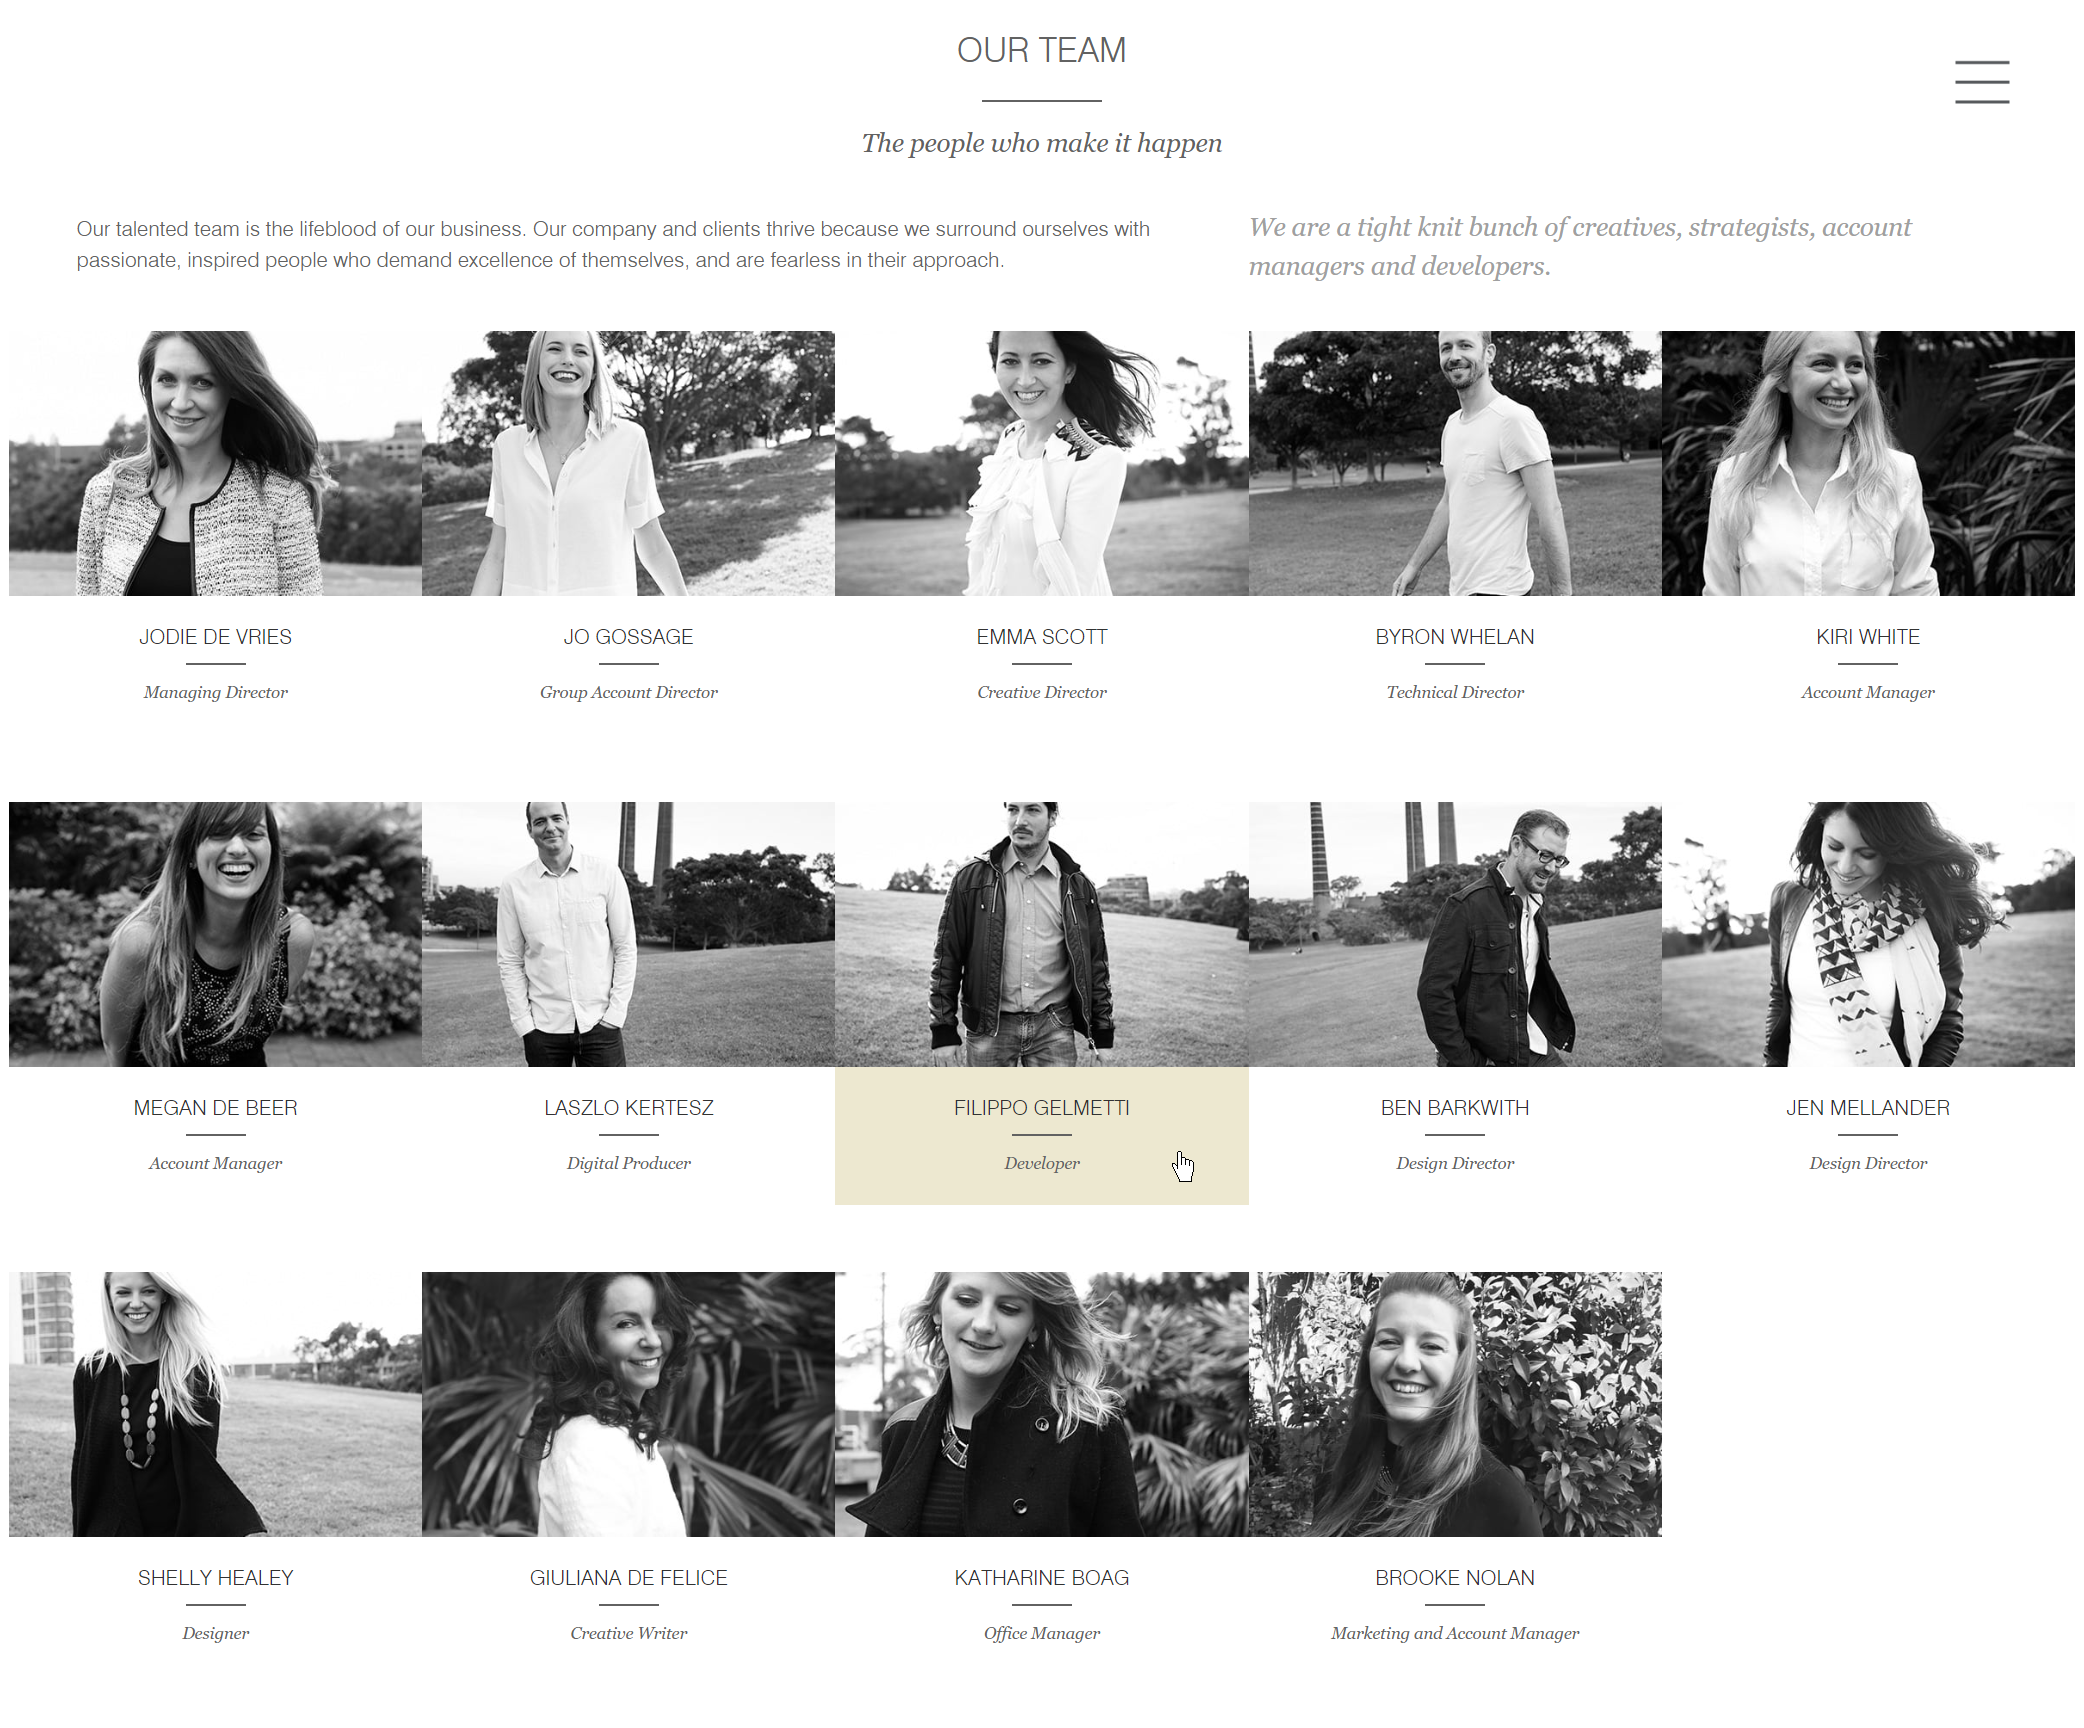 OUR TEAM
The people who make it happen
Our talented team is the lifeblood of our business. Our company and clients thrive because we surround ourselves with
passionate, inspired people who demand excellence of themselves, and are fearless in their approach.
We are a tight knit bunch of creatives, strategists, account
managers and developers.
JODIE DE VRIES
Managing Director
JO GOSSAGE
Group Account Director
EMMA SCOTT
Creative Director
BYRON WHELAN
Technical Director
KIRI WHITE
Account Manager
MEGAN DE BEER
Account Manager
LASZLO KERTESZ
Digital Producer
FILIPPO GELMETTI
Developer
BEN BARKWITH
Design Director
JEN MELLANDER
Design Director
SHELLY HEALEY
Designer
GIULIANA DE FELICE
Creative Writer
KATHARINE BOAG
Office Manager
BROOKE NOLAN
Marketing and Account Manager